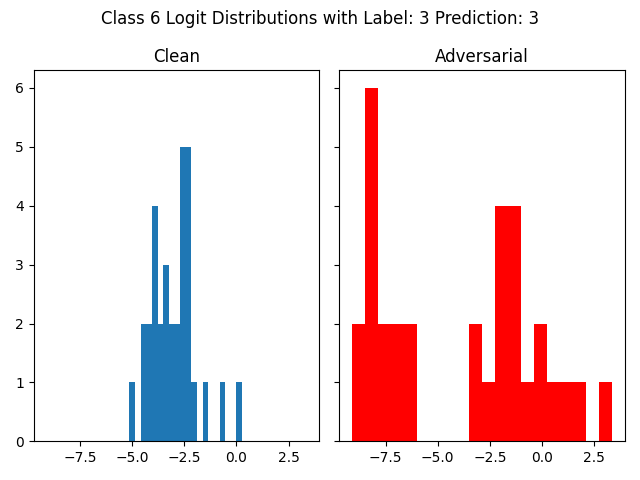 Class 6 Logit Distributions with Label: 3 Prediction: 3
Clean
Adversarial
6
5
4
3
2
1
0
−7.5 −5.0 −2.5 0.0 2.5
−7.5 −5.0 −2.5 0.0 2.5